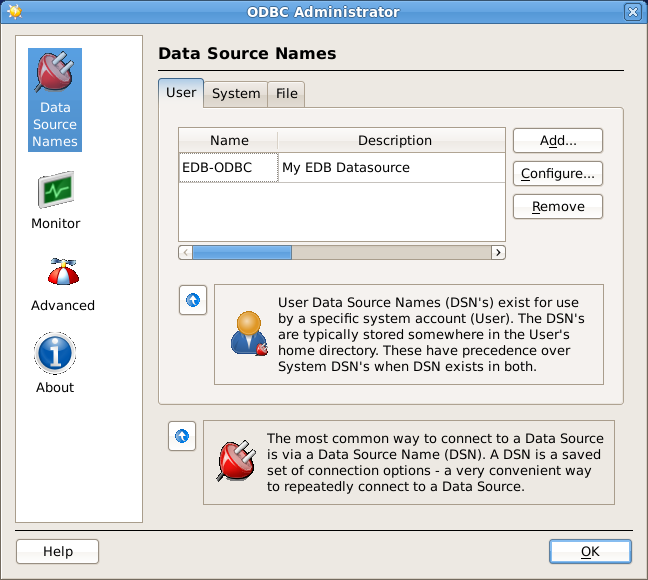 ODBC Administrator
Data
Source
Names
Monitor
Advanced
About
Data Source Names
User
System
File
Name
Description
EDB-ODBC
My EDB Datasource
Add...
Configure...
Remove
User Data Source Names (DSN's) exist for use
by a specific system account (User). The DSN's
are typically stored somewhere in the User's
home directory. These have precedence over
System DSN's when DSN exists in both.
The most common way to connect to a Data Source
is via a Data Source Name (DSN). A DSN is a saved
set of connection options - a very convenient way
to repeatedly connect to a Data Source.
Help
OK